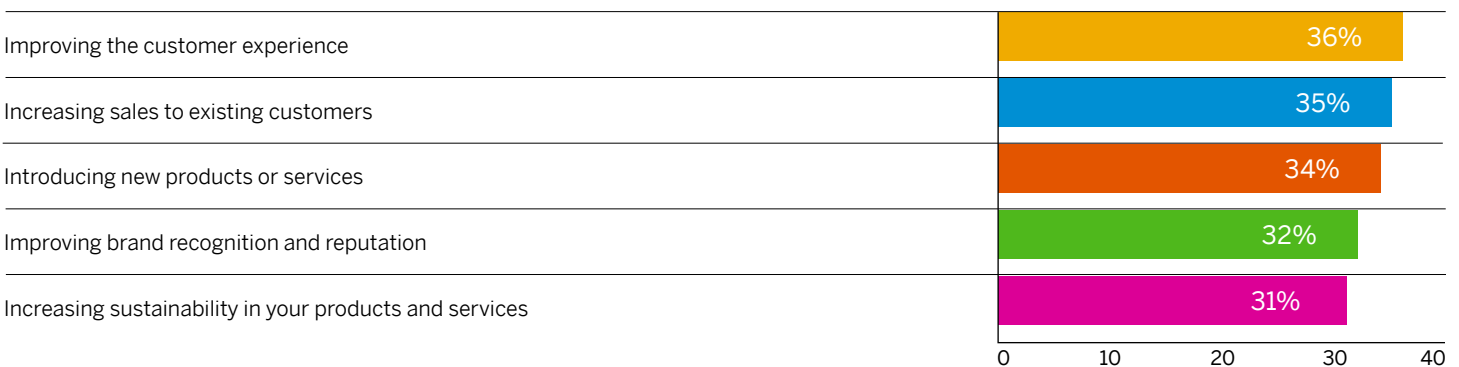 Improving the customer experience 36%
Increasing sales to existing customers 35%
Introducing new products or services 34%
Improving brand recognition and reputation 32%
Increasing sustainability in your products and services 31%
0 10 20 30 40